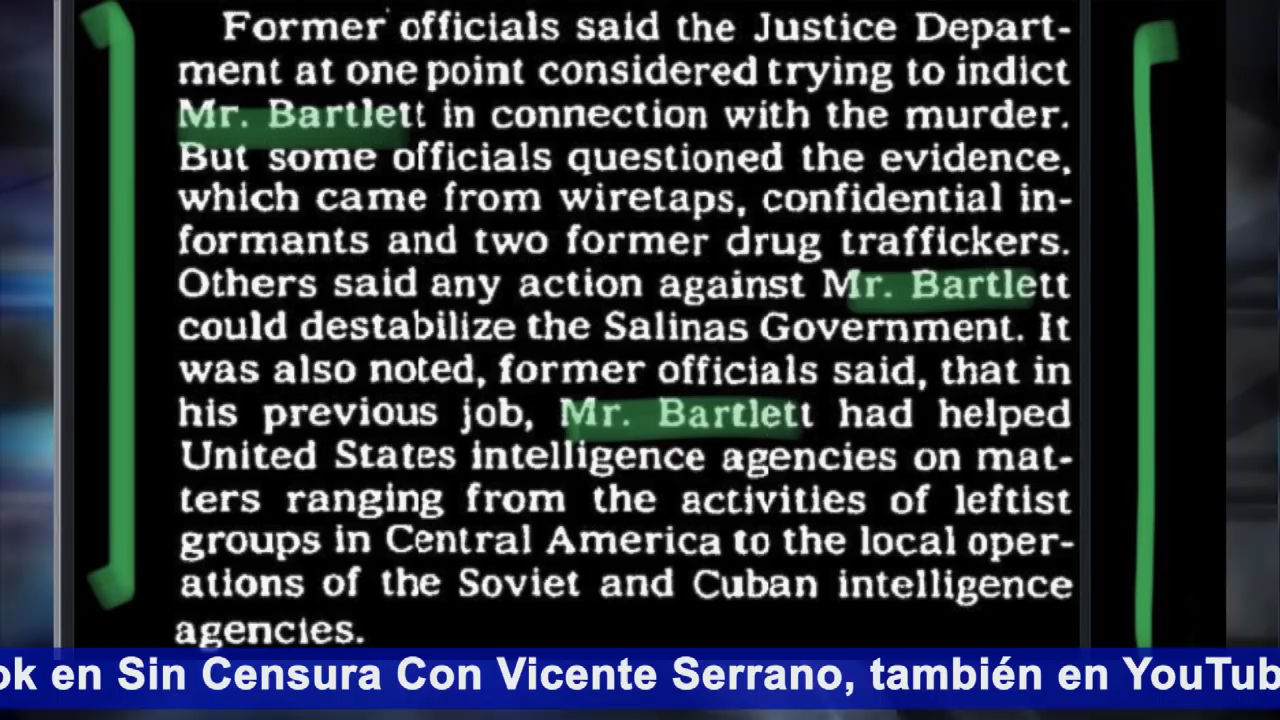 Former officials said the Justice Depart-
ment at one point considered trying to indict
Mr. Bartlett in connection with the murder.
But some officials questioned the evidence,
which came from wiretaps, confidential in-
formants and two former drug traffickers.
Others said any action against Mr. Bartlett
could destabilize the Salinas Government. It
was also noted, former officials said, that in
his previous job, Mr. Bartlett had helped
United States intelligence agencies on mat-
ters ranging from the activities of leftist
groups in Central America to the local oper-
ations of the Soviet and Cuban intelligence
agencies.
ok en Sin Censura Con Vicente Serrano, también en YouTub